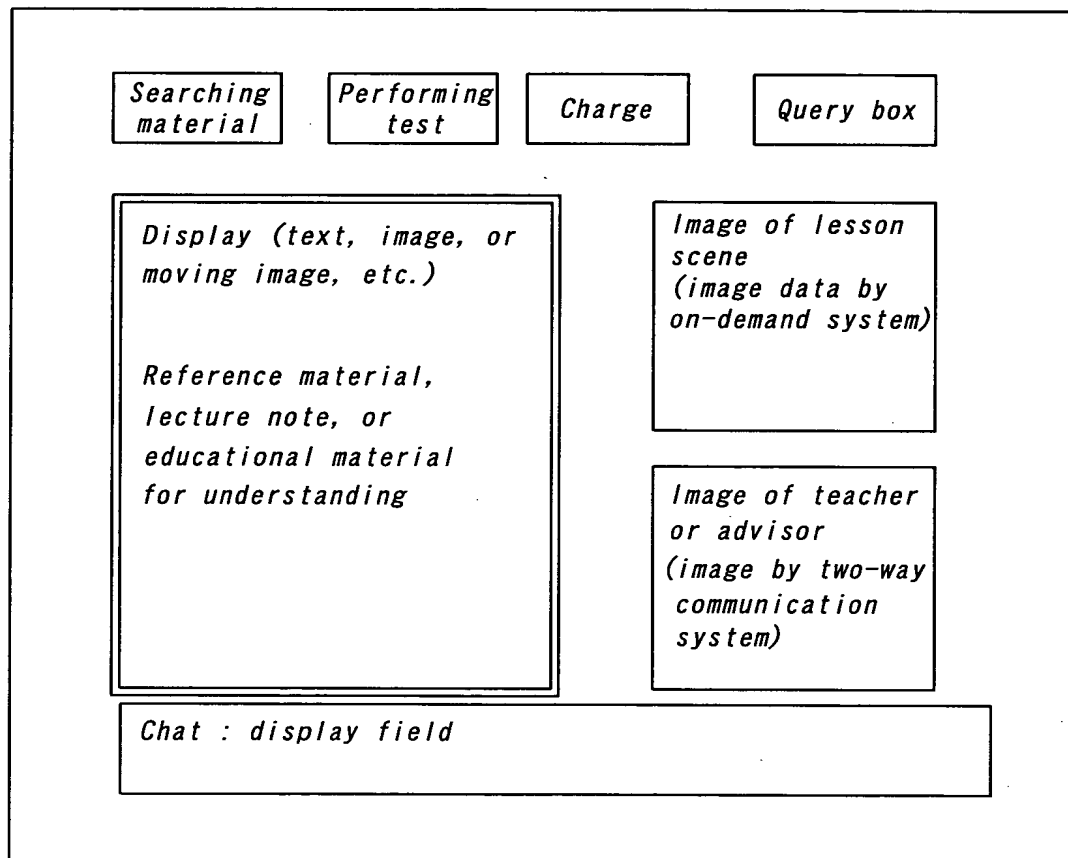 Searching
material
Performing
test
Charge
Query box
Display (text, image, or
moving image, etc.)
Reference material,
lecture note, or
educational material
for understanding
Image of lesson
scene
(image data by
on-demand system)
Image of teacher
or advisor
(image by two-way
communication
system)
Chat : display field